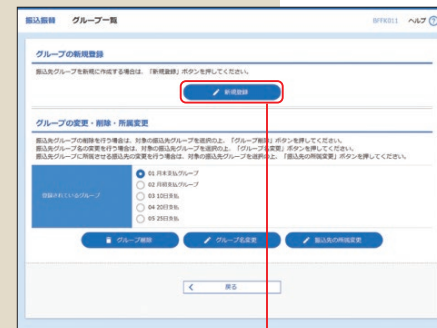 振込振替 グループ一覧 BFFK011 ヘルプ ?
グループの新規登録
振込先グループを新規に作成する場合は、「新規登録」ボタンを押してください。
新規登録
グループの変更・削除・所属変更
振込先グループの削除を行う場合は、対象の振込先グループを選択の上、「グループ削除」ボタンを押してください。
振込先グループ名の変更を行う場合は、対象の振込先グループを選択の上、「グループ名変更」ボタンを押してください。
振込先グループに所属させる振込先の変更を行う場合は、対象の振込先グループを選択の上、「振込先の所属変更」ボタンを押してください。
登録されているグループ
01 月末支払グループ
02 月初支払グループ
03 10日支払
04 20日支払
05 25日支払
グループ削除 グループ名変更 振込先の所属変更
戻る